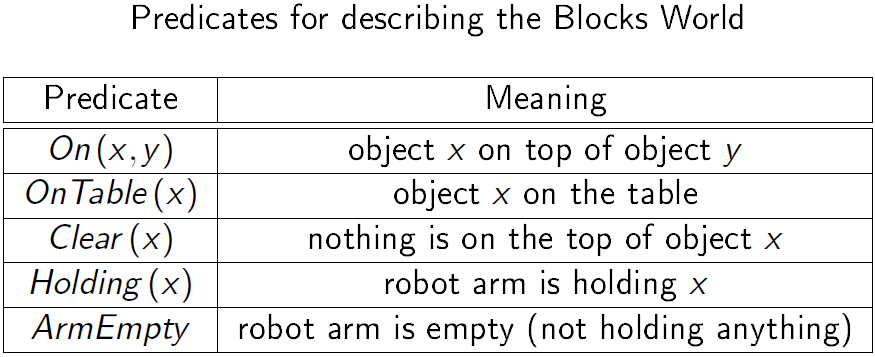 Predicates for describing the Blocks World
Predicate Meaning
On (x, y) object x on top of object y
OnTable (x) object x on the table
Clear (x) nothing is on the top of object x
Holding (x) robot arm is holding x
ArmEmpty robot arm is empty (not holding anything)